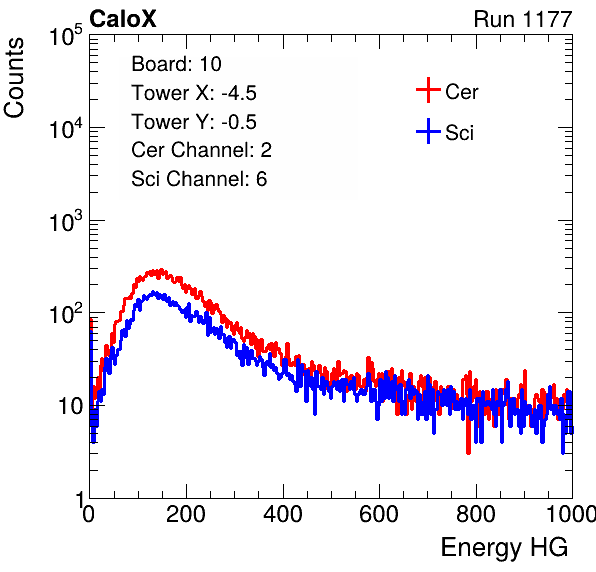 CaloX Run 1177
Counts
10^5
10^4
10^3
10^2
10
1
Board: 10
Tower X: -4.5
Tower Y: -0.5
Cer Channel: 2
Sci Channel: 6
Cer
Sci
0 200 400 600 800 1000
Energy HG